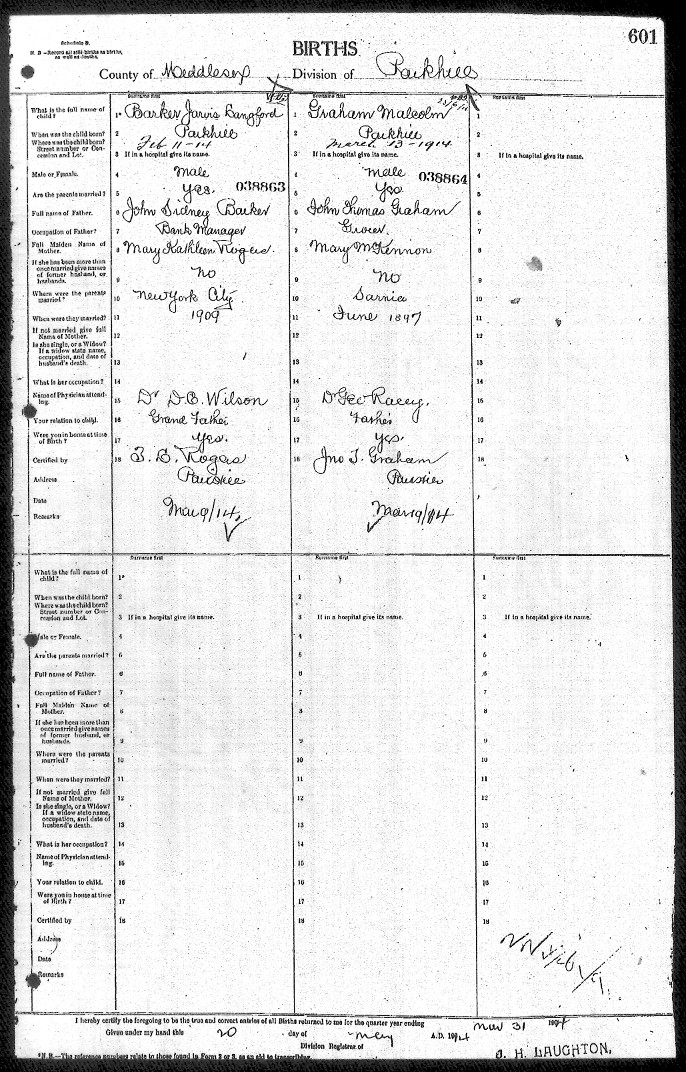 601
Schedule B.
N. B.—Record all still-births as births, as well as deaths.
BIRTHS
County of Middlesex Division of Parkhill
Surname first
Surname first
Surname first
What is the full name of child?
1 Barker Jarvis Langford
1 Graham Malcolm
1
When was the child born?
2 Parkhill
2 Parkhill
2
Where was the child born? Street number or Concession and Lot.
Feb 11-14
March 13-1914
3 If in a hospital give its name.
3 If in a hospital give its name.
3 If in a hospital give its name.
Male or Female.
4 male
4 male
4
038863
038864
Are the parents married?
5 yes.
5 Yes
5
Full name of Father.
6 John Sidney Barker
6 John Thomas Graham
6
Occupation of Father?
7 Bank Manager
7 Grocer
7
Full Maiden Name of Mother.
8 Mary Kathleen Rogers
8 Mary McKennon
8
If she has been more than once married give names of former husband, or husbands.
9 no
9 no
9
Where were the parents married?
10 New York City
10 Sarnia
10
When were they married?
11 1909
11 June 1897
11
If not married give full Name of Mother.
12
12
12
Is she single, or a Widow? If a widow state name, occupation, and date of husband's death.
13
13
13
What is her occupation?
14
14
14
Name of Physician attending.
15 Dr D.C. Wilson
15 Dr Geo Racey.
15
Your relation to child.
16 Grand Father
16 Father
16
Were you in home at time of Birth?
17 yes.
17 yes.
17
Certified by
18 Rogers
18 Jno T. Graham
18
Address
Parkhill
Parkhill
Date
Remarks
Mar 9/14
Mar 19/14
Surname first
Surname first
Surname first
What is the full name of child?
1
1
1
When was the child born?
2
2
2
Where was the child born? Street number or Concession and Lot.
3 If in a hospital give its name.
3 If in a hospital give its name.
3 If in a hospital give its name.
Male or Female.
4
4
4
Are the parents married?
5
5
5
Full name of Father.
6
6
6
Occupation of Father?
7
7
7
Full Maiden Name of Mother.
8
8
8
If she has been more than once married give names of former husband, or husbands.
9
9
9
Where were the parents married?
10
10
10
When were they married?
11
11
11
If not married give full Name of Mother.
12
12
12
Is she single, or a Widow? If a widow state name, occupation, and date of husband's death.
13
13
13
What is her occupation?
14
14
14
Name of Physician attending.
15
15
15
Your relation to child.
16
16
16
Were you in house at time of Birth?
17
17
17
Certified by
18
18
18
Address
Date
Remarks
I hereby certify the foregoing to be the true and correct entries of all Births returned to me for the quarter year ending Mar 31 1914
Given under my hand this 20 day of May A.D. 1914
Division Registrar of
J. H. LAUGHTON.
*N. B.—The reference numbers relate to those found in Form 2 or 3, as an aid to transcribing.